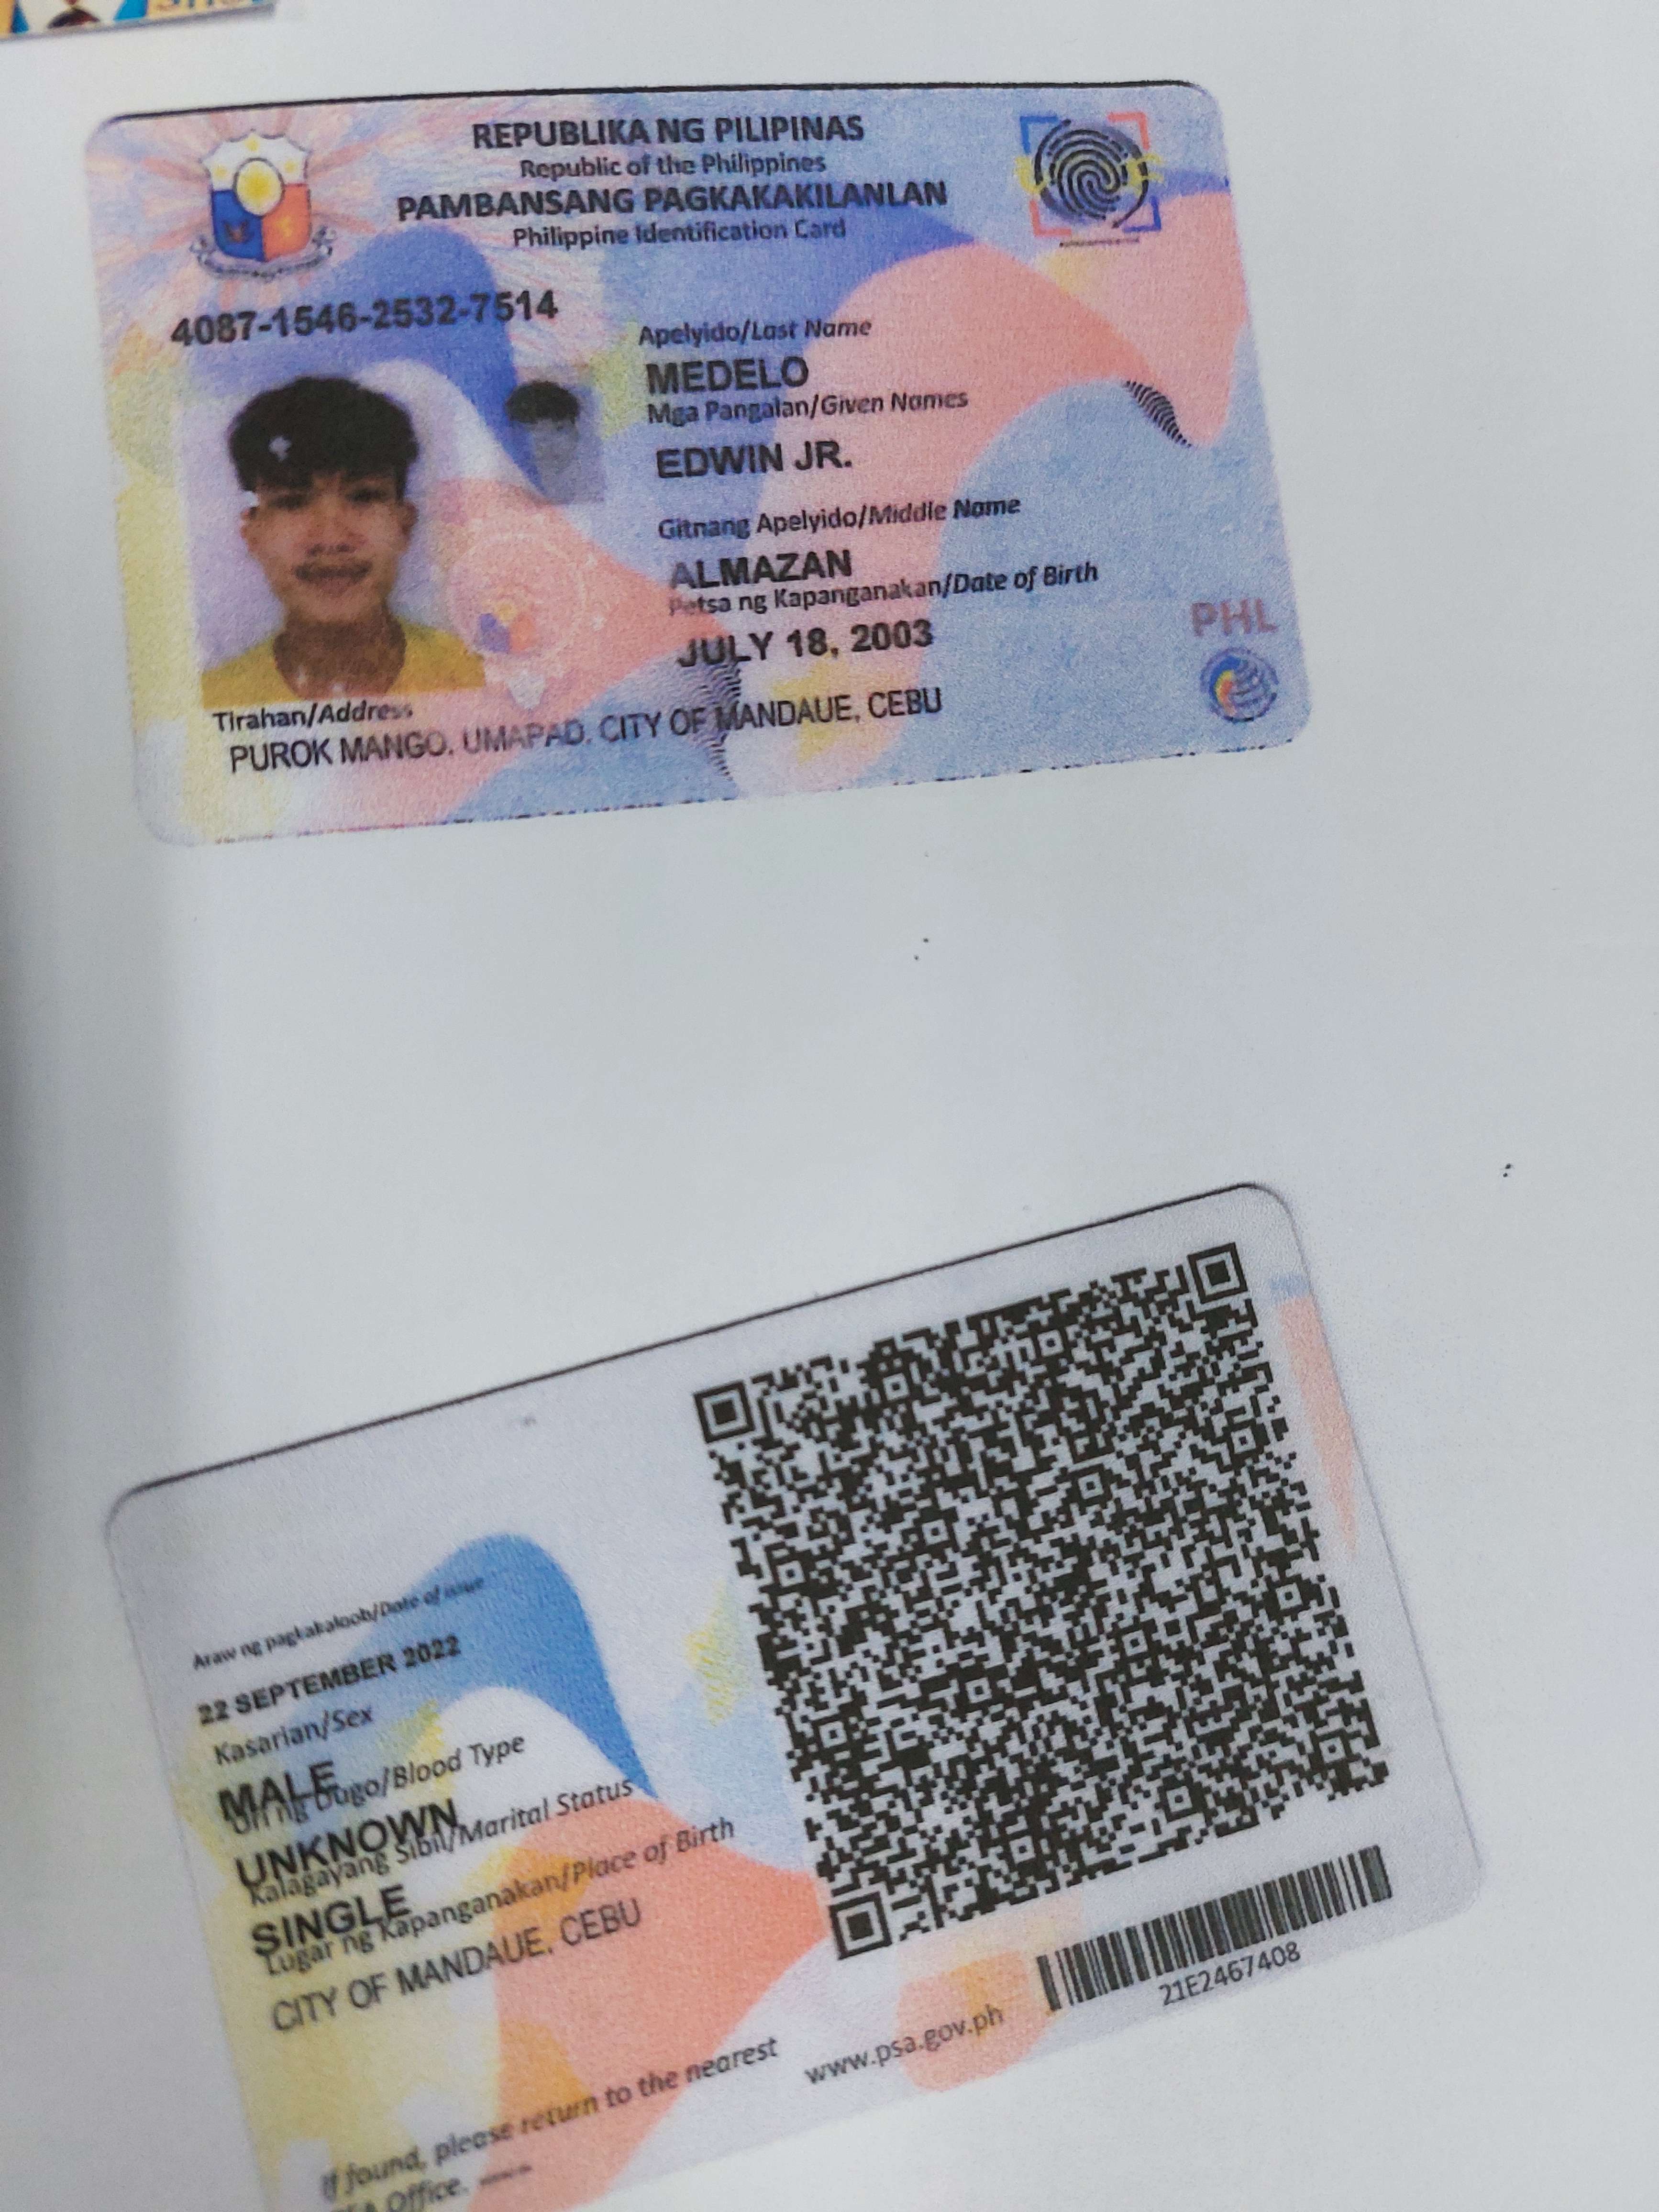 REPUBLIKA NG PILIPINAS
Republic of the Philippines
PAMBANSANG PAGKAKAKILANLAN
Philippine Identification Card
4087-1546-2532-7514
Apelyido/Last Name
MEDELO
Mga Pangalan/Given Names
EDWIN JR.
Gitnang Apelyido/Middle Name
ALMAZAN
Petsa ng Kapanganakan/Date of Birth
JULY 18, 2003
PHL
Tirahan/Address
PUROK MANGO, UMAPAD, CITY OF MANDAUE, CEBU
Araw ng pagkakaloob/Date of issue
22 SEPTEMBER 2022
Kasarian/Sex
MALE
Uri ng Dugo/Blood Type
UNKNOWN
Kalagayang Sibil/Marital Status
SINGLE
Lugar ng Kapanganakan/Place of Birth
CITY OF MANDAUE, CEBU
If found, please return to the nearest
Office.
www.psa.gov.ph
21E2467408